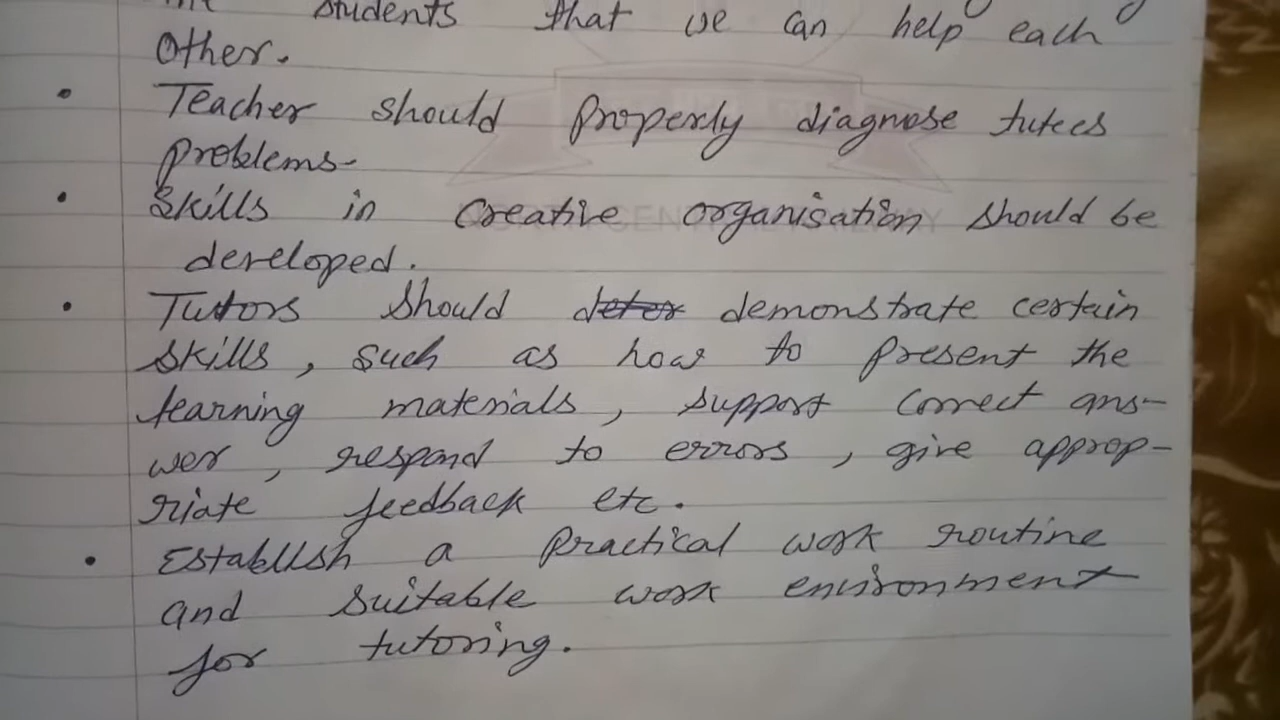 students that we can help each
other.
• Teacher should properly diagnose tutees
problems-
• Skills in creative organisation should be
developed.
• Tutors should deter demonstrate certain
skills, such as how to present the
learning materials, support correct ans-
wer, respond to errors, give approp-
riate feedback etc.
• Establish a practical work routine
and suitable work environment
for tutoring.